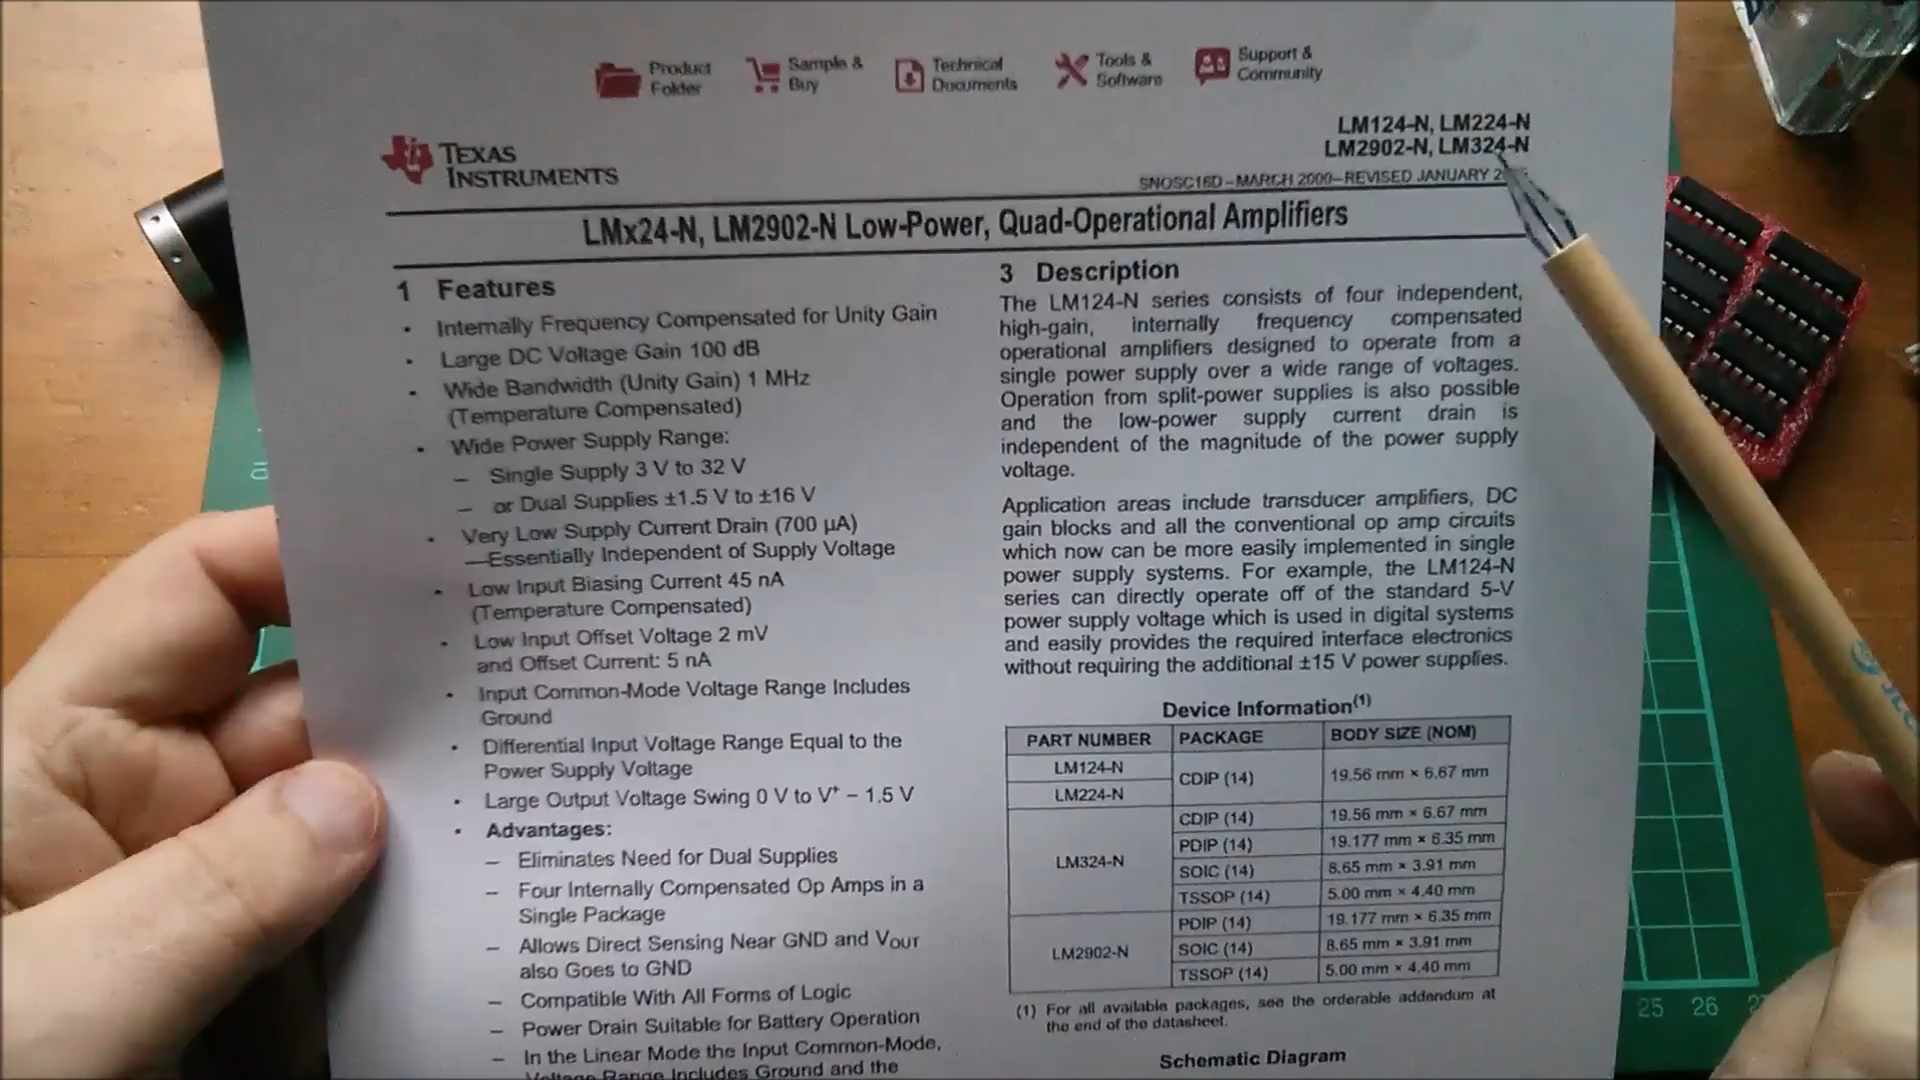 Product
Folder
Sample &
Buy
Technical
Documents
Tools &
Software
Support &
Community
TEXAS
INSTRUMENTS
LM124-N, LM224-N
LM2902-N, LM324-N
SNOSC16D – MARCH 2000 – REVISED JANUARY
LMx24-N, LM2902-N Low-Power, Quad-Operational Amplifiers
1 Features
• Internally Frequency Compensated for Unity Gain
• Large DC Voltage Gain 100 dB
• Wide Bandwidth (Unity Gain) 1 MHz
(Temperature Compensated)
• Wide Power Supply Range:
– Single Supply 3 V to 32 V
– or Dual Supplies ±1.5 V to ±16 V
• Very Low Supply Current Drain (700 µA)
—Essentially Independent of Supply Voltage
• Low Input Biasing Current 45 nA
(Temperature Compensated)
• Low Input Offset Voltage 2 mV
and Offset Current: 5 nA
• Input Common-Mode Voltage Range Includes
Ground
• Differential Input Voltage Range Equal to the
Power Supply Voltage
• Large Output Voltage Swing 0 V to V⁺ – 1.5 V
• Advantages:
– Eliminates Need for Dual Supplies
– Four Internally Compensated Op Amps in a
Single Package
– Allows Direct Sensing Near GND and VOUT
also Goes to GND
– Compatible With All Forms of Logic
– Power Drain Suitable for Battery Operation
– In the Linear Mode the Input Common-Mode,
Voltage Range Includes Ground and the
3 Description
The LM124-N series consists of four independent,
high-gain, internally frequency compensated
operational amplifiers designed to operate from a
single power supply over a wide range of voltages.
Operation from split-power supplies is also possible
and the low-power supply current drain is
independent of the magnitude of the power supply
voltage.
Application areas include transducer amplifiers, DC
gain blocks and all the conventional op amp circuits
which now can be more easily implemented in single
power supply systems. For example, the LM124-N
series can directly operate off of the standard 5-V
power supply voltage which is used in digital systems
and easily provides the required interface electronics
without requiring the additional ±15 V power supplies.
Device Information(1)
PART NUMBER PACKAGE BODY SIZE (NOM)
LM124-N CDIP (14) 19.56 mm × 6.67 mm
LM224-N
LM324-N CDIP (14) 19.56 mm × 6.67 mm
PDIP (14) 19.177 mm × 6.35 mm
SOIC (14) 8.65 mm × 3.91 mm
TSSOP (14) 5.00 mm × 4.40 mm
LM2902-N PDIP (14) 19.177 mm × 6.35 mm
SOIC (14) 8.65 mm × 3.91 mm
TSSOP (14) 5.00 mm × 4.40 mm
(1) For all available packages, see the orderable addendum at
the end of the datasheet.
Schematic Diagram
25 26